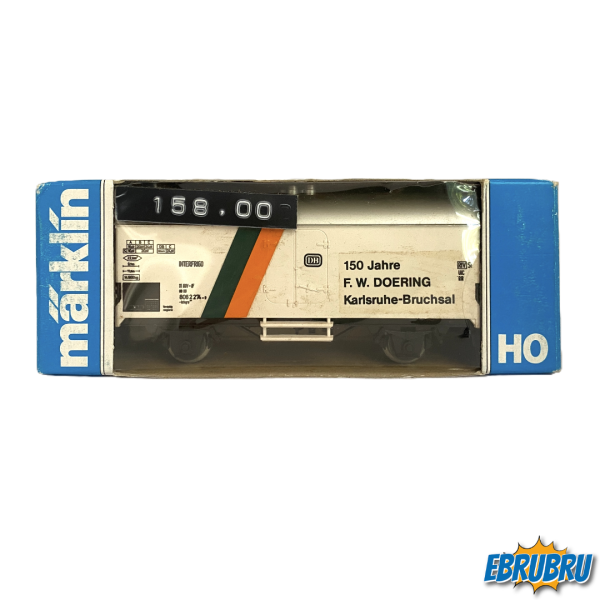 märklin
158.00
INTERFRIGO
DB
150 Jahre
F. W. DOERING
Karlsruhe-Bruchsal
HO
EBRUBRU